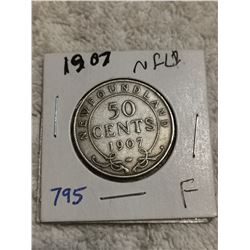 1907 NFLD
NEWFOUNDLAND
50
CENTS
1907
795 — F